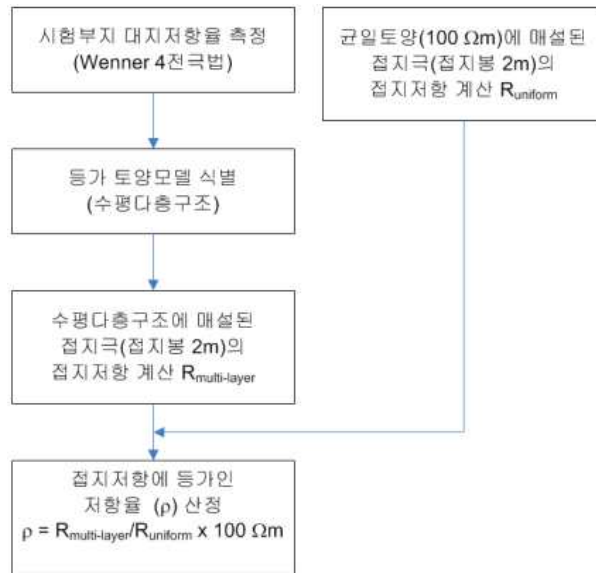 시험부지 대지저항율 측정
(Wenner 4전극법)
균일토양(100 Ωm)에 매설된
접지극(접지봉 2m)의
접지저항 계산 Runiform
등가 토양모델 식별
(수평다층구조)
수평다층구조에 매설된
접지극(접지봉 2m)의
접지저항 계산 Rmulti-layer
접지저항에 등가인
저항율 (ρ) 산정
ρ = Rmulti-layer/Runiform x 100 Ωm